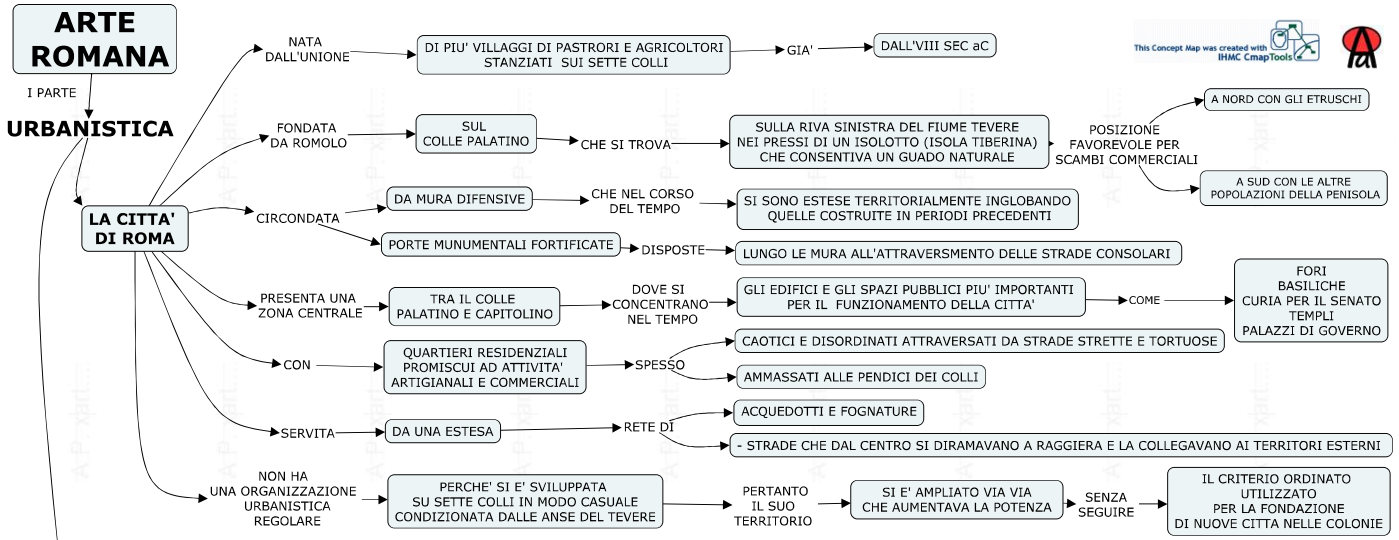 ARTE
ROMANA
I PARTE
URBANISTICA
LA CITTA'
DI ROMA
NATA
DALL'UNIONE
DI PIU' VILLAGGI DI PASTRORI E AGRICOLTORI
STANZIATI SUI SETTE COLLI
GIA'
DALL'VIII SEC aC
This Concept Map was created with
IHMC CmapTools
FONDATA
DA ROMOLO
SUL
COLLE PALATINO
CHE SI TROVA
SULLA RIVA SINISTRA DEL FIUME TEVERE
NEI PRESSI DI UN ISOLOTTO (ISOLA TIBERINA)
CHE CONSENTIVA UN GUADO NATURALE
POSIZIONE
FAVOREVOLE PER
SCAMBI COMMERCIALI
A NORD CON GLI ETRUSCHI
A SUD CON LE ALTRE
POPOLAZIONI DELLA PENISOLA
CIRCONDATA
DA MURA DIFENSIVE
CHE NEL CORSO
DEL TEMPO
SI SONO ESTESE TERRITORIALMENTE INGLOBANDO
QUELLE COSTRUITE IN PERIODI PRECEDENTI
PORTE MUNUMENTALI FORTIFICATE
DISPOSTE
LUNGO LE MURA ALL'ATTRAVERSMENTO DELLE STRADE CONSOLARI
PRESENTA UNA
ZONA CENTRALE
TRA IL COLLE
PALATINO E CAPITOLINO
DOVE SI
CONCENTRANO
NEL TEMPO
GLI EDIFICI E GLI SPAZI PUBBLICI PIU' IMPORTANTI
PER IL FUNZIONAMENTO DELLA CITTA'
COME
FORI
BASILICHE
CURIA PER IL SENATO
TEMPLI
PALAZZI DI GOVERNO
CON
QUARTIERI RESIDENZIALI
PROMISCUI AD ATTIVITA'
ARTIGIANALI E COMMERCIALI
SPESSO
CAOTICI E DISORDINATI ATTRAVERSATI DA STRADE STRETTE E TORTUOSE
AMMASSATI ALLE PENDICI DEI COLLI
SERVITA
DA UNA ESTESA
RETE DI
ACQUEDOTTI E FOGNATURE
- STRADE CHE DAL CENTRO SI DIRAMAVANO A RAGGIERA E LA COLLEGAVANO AI TERRITORI ESTERNI
NON HA
UNA ORGANIZZAZIONE
URBANISTICA
REGOLARE
PERCHE' SI E' SVILUPPATA
SU SETTE COLLI IN MODO CASUALE
CONDIZIONATA DALLE ANSE DEL TEVERE
PERTANTO
IL SUO
TERRITORIO
SI E' AMPLIATO VIA VIA
CHE AUMENTAVA LA POTENZA
SENZA
SEGUIRE
IL CRITERIO ORDINATO
UTILIZZATO
PER LA FONDAZIONE
DI NUOVE CITTA NELLE COLONIE